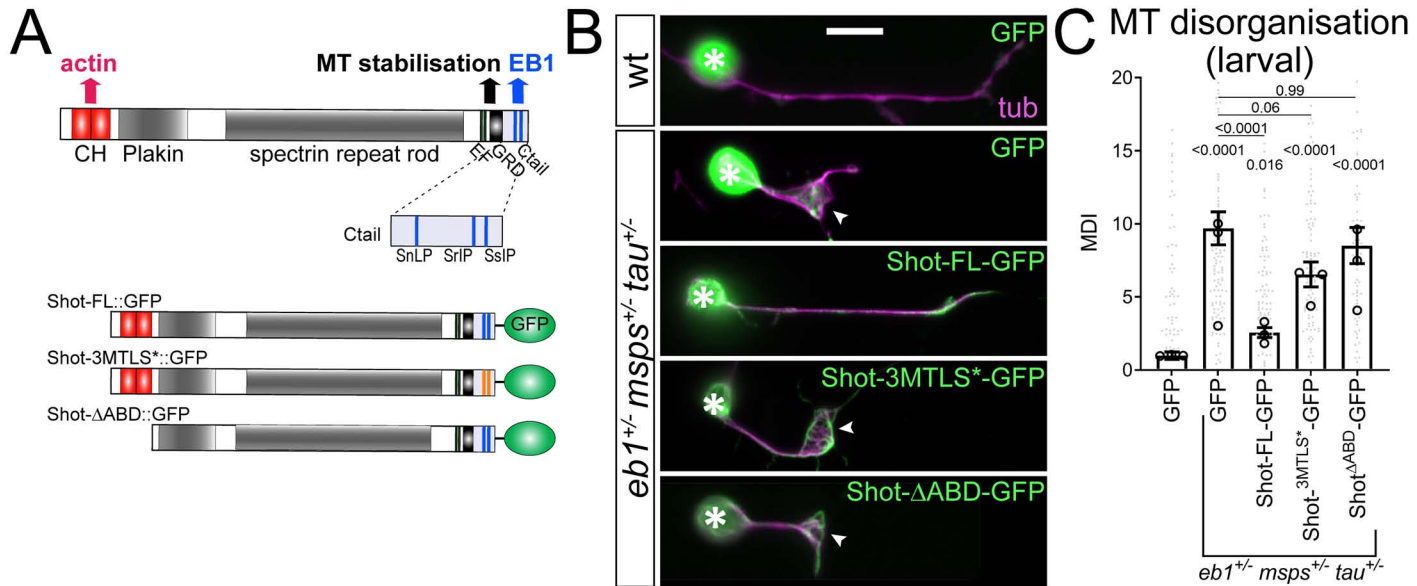 A
actin
MT stabilisation
EB1
CH
Plakin
spectrin repeat rod
EF
GRD
Ctail
Ctail
SnLP
SrIP
SsIP
Shot-FL::GFP
GFP
Shot-3MTLS*::GFP
Shot-ΔABD::GFP
B
wt
eb1+/- msps+/- tau+/-
GFP
*
tub
GFP
*
Shot-FL-GFP
*
Shot-3MTLS*-GFP
*
Shot-ΔABD-GFP
*
C
MT disorganisation
(larval)
MDI
20
15
10
5
0
0.99
0.06
<0.0001
<0.0001
0.016
<0.0001
<0.0001
GFP
GFP
Shot-FL-GFP
Shot-3MTLS*-GFP
ShotΔABD-GFP
eb1+/- msps+/- tau+/-